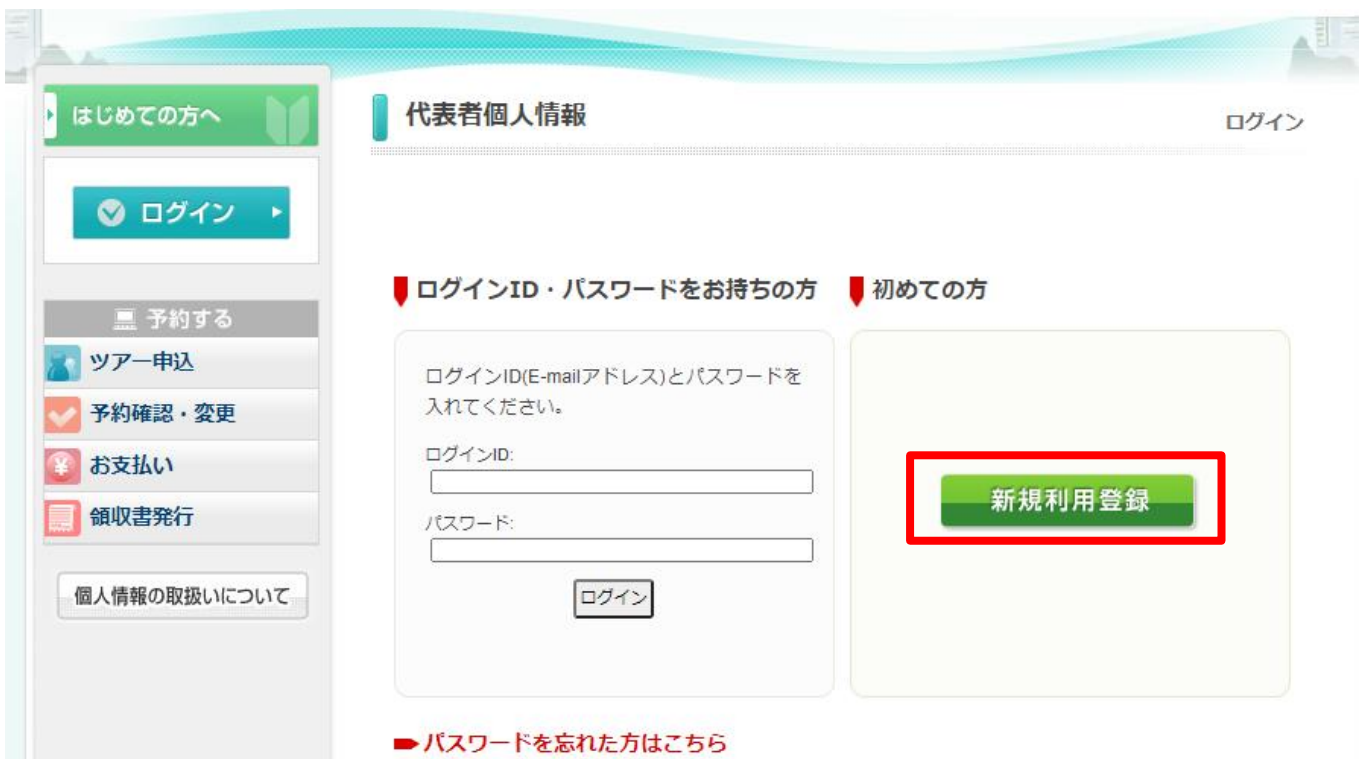 はじめての方へ
ログイン
予約する
ツアー申込
予約確認・変更
お支払い
領収書発行
個人情報の取扱いについて
代表者個人情報
ログイン
ログインID・パスワードをお持ちの方
ログインID(E-mailアドレス)とパスワードを
入れてください。
ログインID:
パスワード:
ログイン
初めての方
新規利用登録
パスワードを忘れた方はこちら